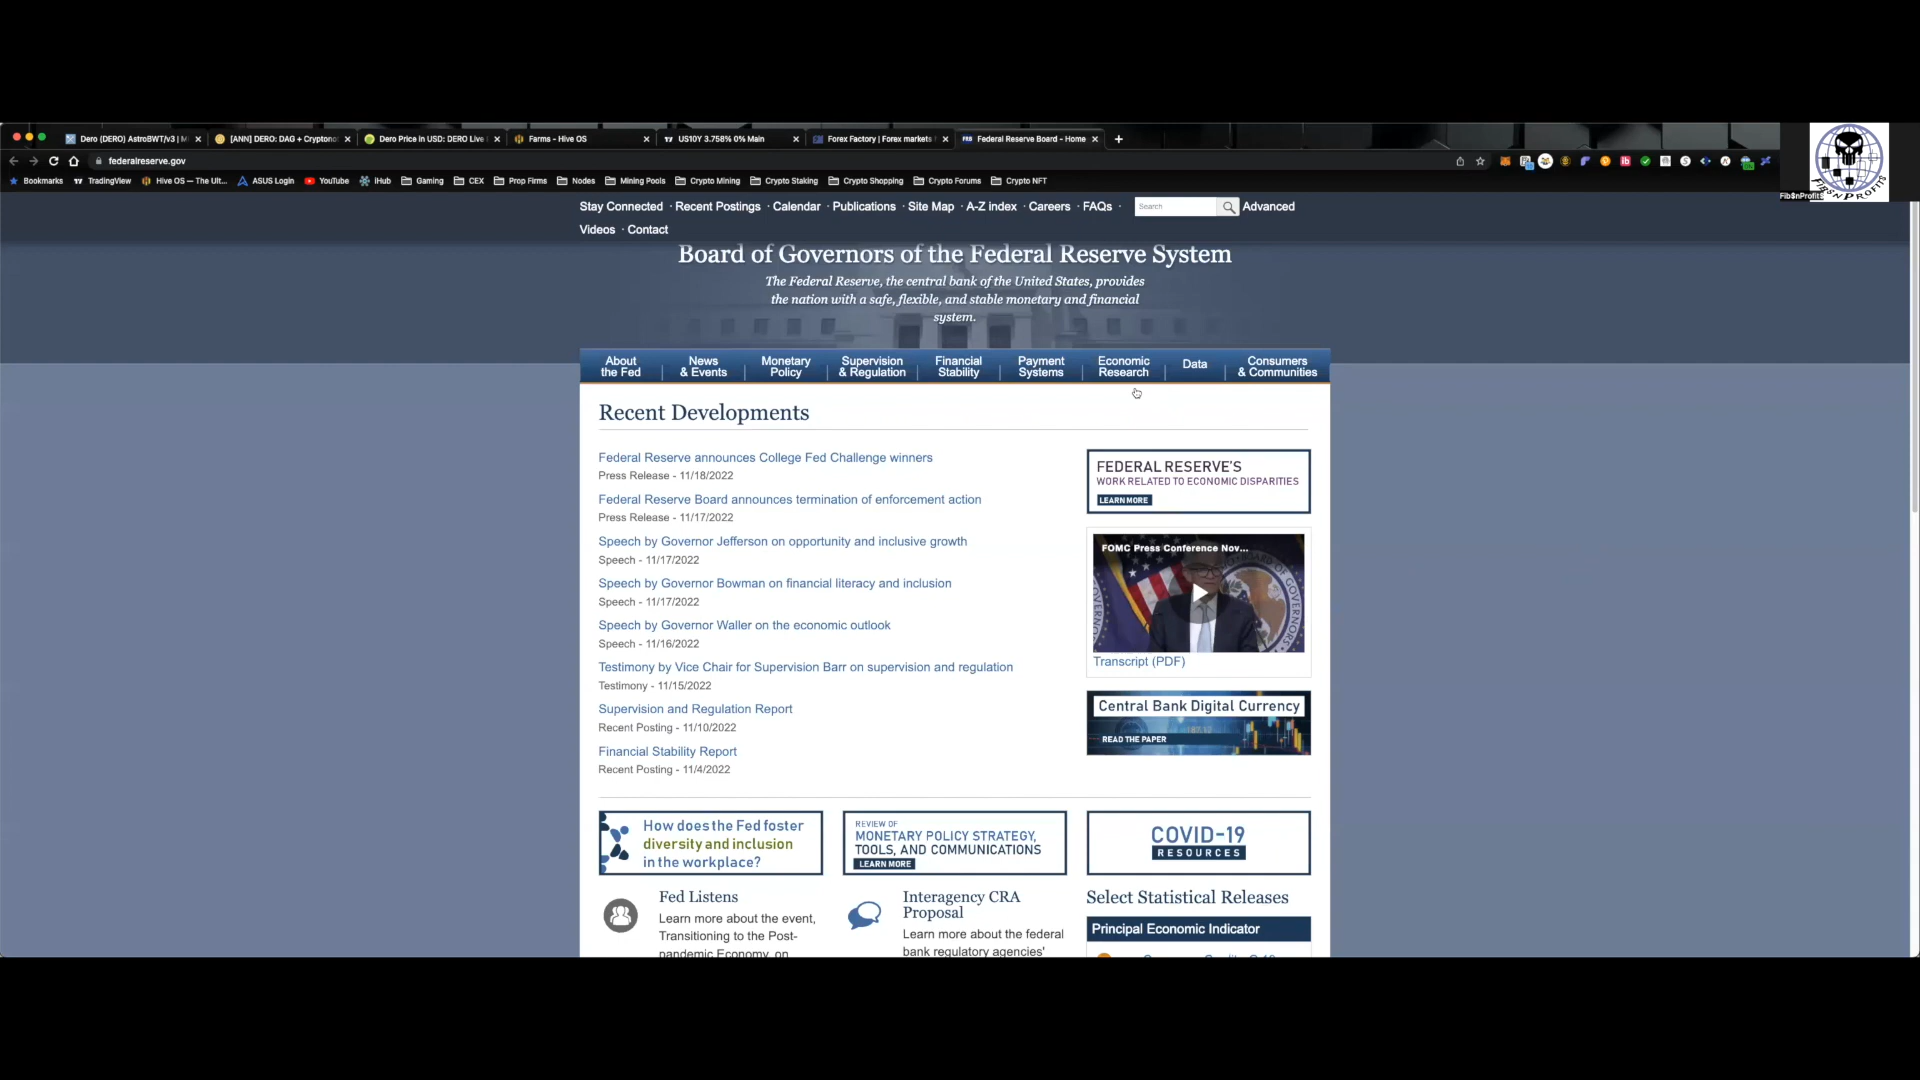 Dero (DERO) AstroBWT/v3 | M
[ANN] DERO: DAG + Cryptono
Dero Price in USD: DERO Live
Farms - Hive OS
US10Y 3.758% 0% Main
Forex Factory | Forex markets
Federal Reserve Board - Home
federalreserve.gov
Bookmarks
TradingView
Hive OS — The Ult...
ASUS Login
YouTube
IHub
Gaming
CEX
Prop Firms
Nodes
Mining Pools
Crypto Mining
Crypto Staking
Crypto Shopping
Crypto Forums
Crypto NFT
Fib$nProfits
FIBS N PROFITS
Stay Connected · Recent Postings · Calendar · Publications · Site Map · A-Z index · Careers · FAQs ·
Search
Advanced
Videos · Contact
Board of Governors of the Federal Reserve System
The Federal Reserve, the central bank of the United States, provides
the nation with a safe, flexible, and stable monetary and financial
system.
About
the Fed
News
& Events
Monetary
Policy
Supervision
& Regulation
Financial
Stability
Payment
Systems
Economic
Research
Data
Consumers
& Communities
Recent Developments
Federal Reserve announces College Fed Challenge winners
Press Release - 11/18/2022
Federal Reserve Board announces termination of enforcement action
Press Release - 11/17/2022
Speech by Governor Jefferson on opportunity and inclusive growth
Speech - 11/17/2022
Speech by Governor Bowman on financial literacy and inclusion
Speech - 11/17/2022
Speech by Governor Waller on the economic outlook
Speech - 11/16/2022
Testimony by Vice Chair for Supervision Barr on supervision and regulation
Testimony - 11/15/2022
Supervision and Regulation Report
Recent Posting - 11/10/2022
Financial Stability Report
Recent Posting - 11/4/2022
FEDERAL RESERVE'S
WORK RELATED TO ECONOMIC DISPARITIES
LEARN MORE
FOMC Press Conference Nov...
Transcript (PDF)
Central Bank Digital Currency
READ THE PAPER
How does the Fed foster
diversity and inclusion
in the workplace?
REVIEW OF
MONETARY POLICY STRATEGY,
TOOLS, AND COMMUNICATIONS
LEARN MORE
COVID-19
RESOURCES
Fed Listens
Learn more about the event,
Transitioning to the Post-
pandemic Economy, on
Interagency CRA
Proposal
Learn more about the federal
bank regulatory agencies'
Select Statistical Releases
Principal Economic Indicator